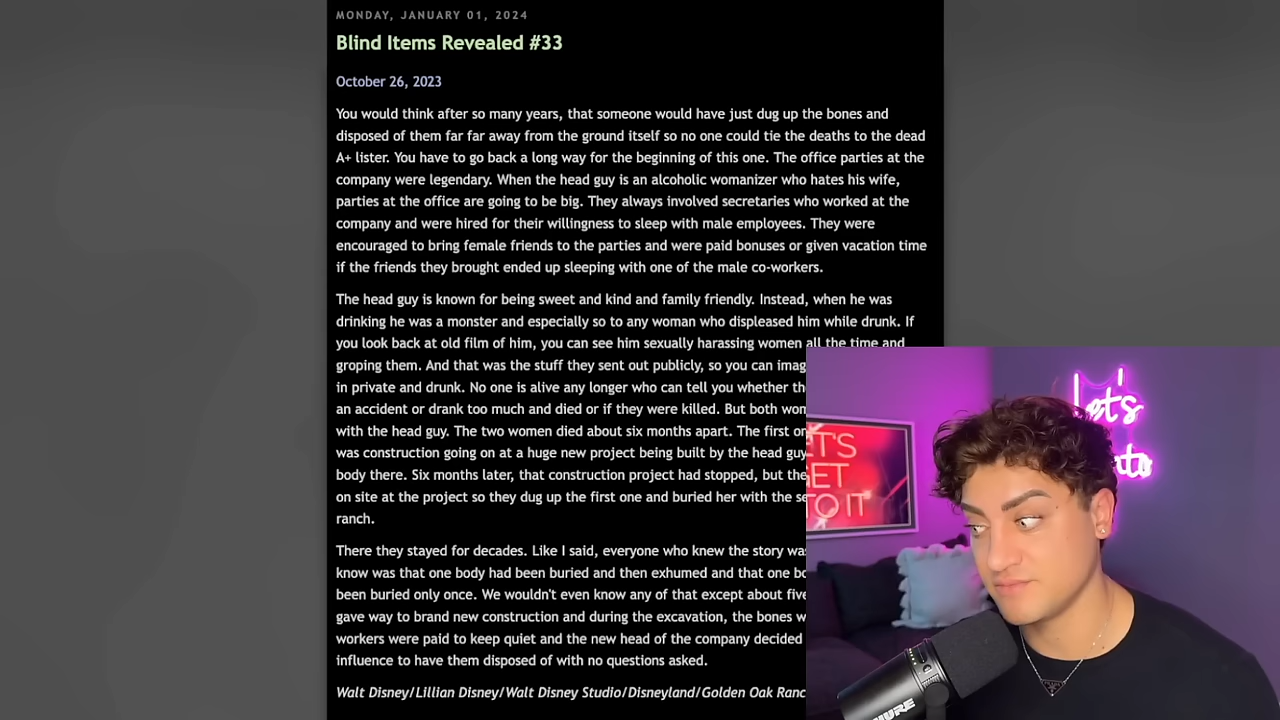 MONDAY, JANUARY 01, 2024
Blind Items Revealed #33
October 26, 2023
You would think after so many years, that someone would have just dug up the bones and
disposed of them far far away from the ground itself so no one could tie the deaths to the dead
A+ lister. You have to go back a long way for the beginning of this one. The office parties at the
company were legendary. When the head guy is an alcoholic womanizer who hates his wife,
parties at the office are going to be big. They always involved secretaries who worked at the
company and were hired for their willingness to sleep with male employees. They were
encouraged to bring female friends to the parties and were paid bonuses or given vacation time
if the friends they brought ended up sleeping with one of the male co-workers.
The head guy is known for being sweet and kind and family friendly. Instead, when he was
drinking he was a monster and especially so to any woman who displeased him while drunk. If
you look back at old film of him, you can see him sexually harassing women all the time and
groping them. And that was the stuff they sent out publicly, so you can
in private and drunk. No one is alive any longer who can tell you whether
an accident or drank too much and died or if they were killed. But both
with the head guy. The two women died about six months apart. The first
was construction going on at a huge new project being built by the head guy
body there. Six months later, that construction project had stopped, but
on site at the project so they dug up the first one and buried her with the
ranch.
There they stayed for decades. Like I said, everyone who knew the story
know was that one body had been buried and then exhumed and that one
been buried only once. We wouldn't even know any of that except about
gave way to brand new construction and during the excavation, the bones
workers were paid to keep quiet and the new head of the company decided
influence to have them disposed of with no questions asked.
Walt Disney/Lillian Disney/Walt Disney Studio/Disneyland/Golden Oak
Let's
LET'S
GET
INTO IT
SHURE